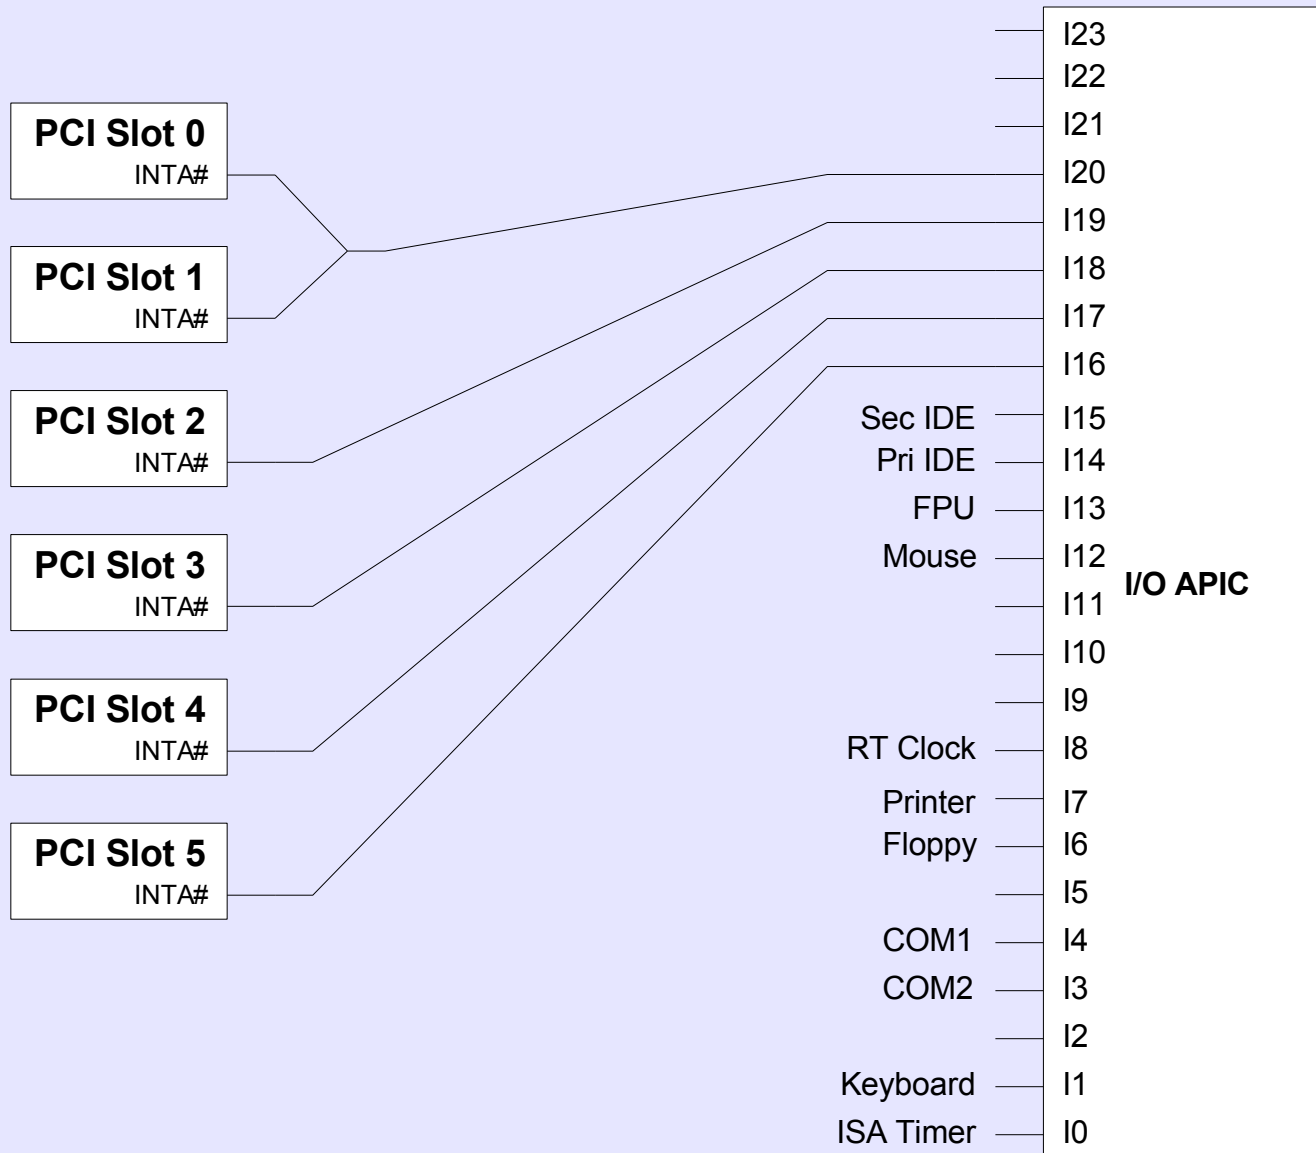 PCI Slot 0
INTA#
PCI Slot 1
INTA#
PCI Slot 2
INTA#
PCI Slot 3
INTA#
PCI Slot 4
INTA#
PCI Slot 5
INTA#
I23
I22
I21
I20
I19
I18
I17
I16
Sec IDE I15
Pri IDE I14
FPU I13
Mouse I12
I11
I/O APIC
I10
I9
RT Clock I8
Printer I7
Floppy I6
I5
COM1 I4
COM2 I3
I2
Keyboard I1
ISA Timer I0